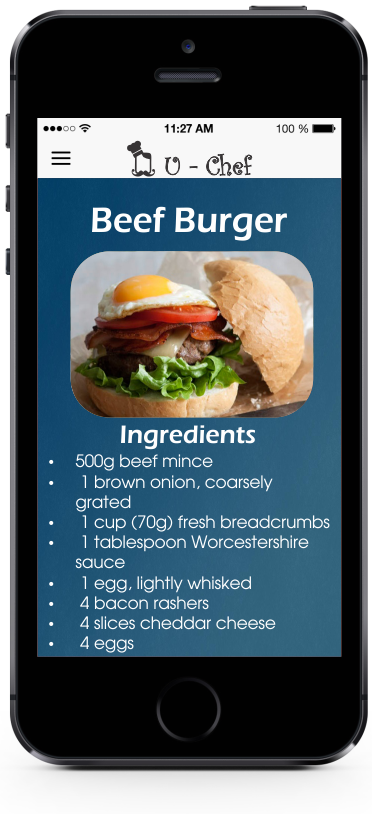 11:27 AM
100 %
U - Chef
Beef Burger
Ingredients
• 500g beef mince
• 1 brown onion, coarsely
grated
• 1 cup (70g) fresh breadcrumbs
• 1 tablespoon Worcestershire
sauce
• 1 egg, lightly whisked
• 4 bacon rashers
• 4 slices cheddar cheese
• 4 eggs